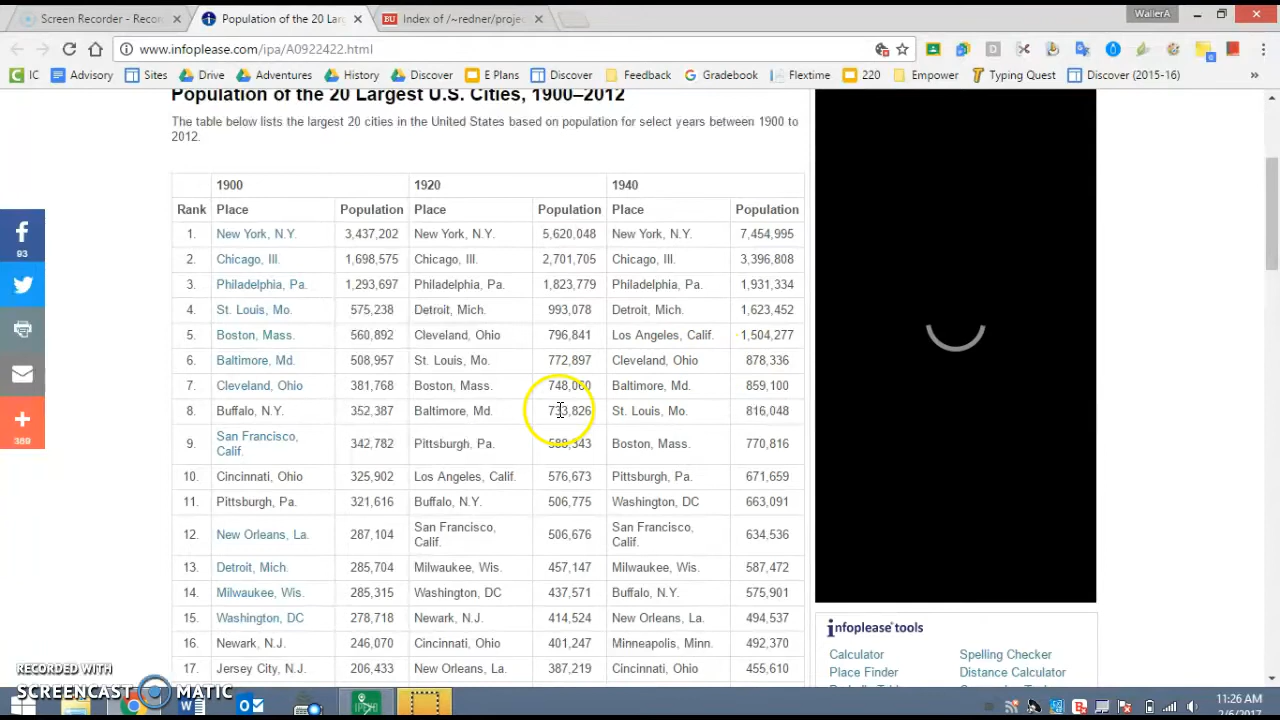 Screen Recorder - Recor
Population of the 20 Larg
BU Index of /~redner/projec
WallerA
www.infoplease.com/ipa/A0922422.html
IC Advisory Sites Drive Adventures History Discover E Plans Discover Feedback Gradebook Flextime 220 Empower Typing Quest Discover (2015-16) »
Population of the 20 Largest U.S. Cities, 1900–2012
The table below lists the largest 20 cities in the United States based on population for select years between 1900 to
2012.
1900 1920 1940
Rank Place Population Place Population Place Population
1. New York, N.Y. 3,437,202 New York, N.Y. 5,620,048 New York, N.Y. 7,454,995
2. Chicago, Ill. 1,698,575 Chicago, Ill. 2,701,705 Chicago, Ill. 3,396,808
3. Philadelphia, Pa. 1,293,697 Philadelphia, Pa. 1,823,779 Philadelphia, Pa. 1,931,334
4. St. Louis, Mo. 575,238 Detroit, Mich. 993,078 Detroit, Mich. 1,623,452
5. Boston, Mass. 560,892 Cleveland, Ohio 796,841 Los Angeles, Calif. 1,504,277
6. Baltimore, Md. 508,957 St. Louis, Mo. 772,897 Cleveland, Ohio 878,336
7. Cleveland, Ohio 381,768 Boston, Mass. 748,060 Baltimore, Md. 859,100
8. Buffalo, N.Y. 352,387 Baltimore, Md. 733,826 St. Louis, Mo. 816,048
9. San Francisco, Calif. 342,782 Pittsburgh, Pa. 588,343 Boston, Mass. 770,816
10. Cincinnati, Ohio 325,902 Los Angeles, Calif. 576,673 Pittsburgh, Pa. 671,659
11. Pittsburgh, Pa. 321,616 Buffalo, N.Y. 506,775 Washington, DC 663,091
12. New Orleans, La. 287,104 San Francisco, Calif. 506,676 San Francisco, Calif. 634,536
13. Detroit, Mich. 285,704 Milwaukee, Wis. 457,147 Milwaukee, Wis. 587,472
14. Milwaukee, Wis. 285,315 Washington, DC 437,571 Buffalo, N.Y. 575,901
15. Washington, DC 278,718 Newark, N.J. 414,524 New Orleans, La. 494,537
16. Newark, N.J. 246,070 Cincinnati, Ohio 401,247 Minneapolis, Minn. 492,370
17. Jersey City, N.J. 206,433 New Orleans, La. 387,219 Cincinnati, Ohio 455,610
93
389
infoplease tools
Calculator Spelling Checker
Place Finder Distance Calculator
RECORDED WITH
SCREENCAST MATIC
11:26 AM
2/6/2017